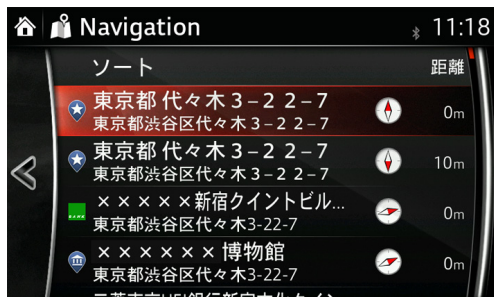 Navigation 11:18
ソート 距離
東京都 代々木 3－2 2－7 0m
東京都渋谷区代々木 3－2 2－7
東京都 代々木 3－2 2－7 10m
東京都渋谷区代々木 3－2 2－7
×××××新宿クイントビル... 0m
東京都渋谷区代々木3-22-7
×××××× 博物館 0m
東京都渋谷区代々木3-22-7